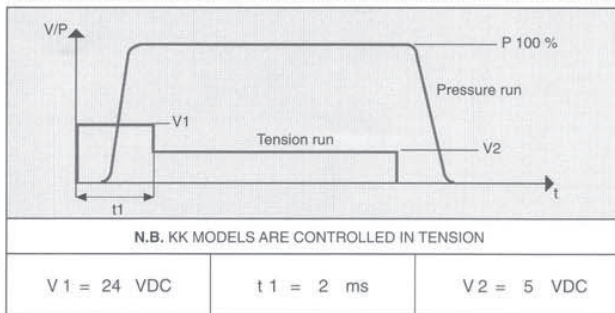 V/P
P 100 %
Pressure run
V1
Tension run
V2
t1
t
N.B. KK MODELS ARE CONTROLLED IN TENSION
V 1 = 24 VDC
t 1 = 2 ms
V 2 = 5 VDC